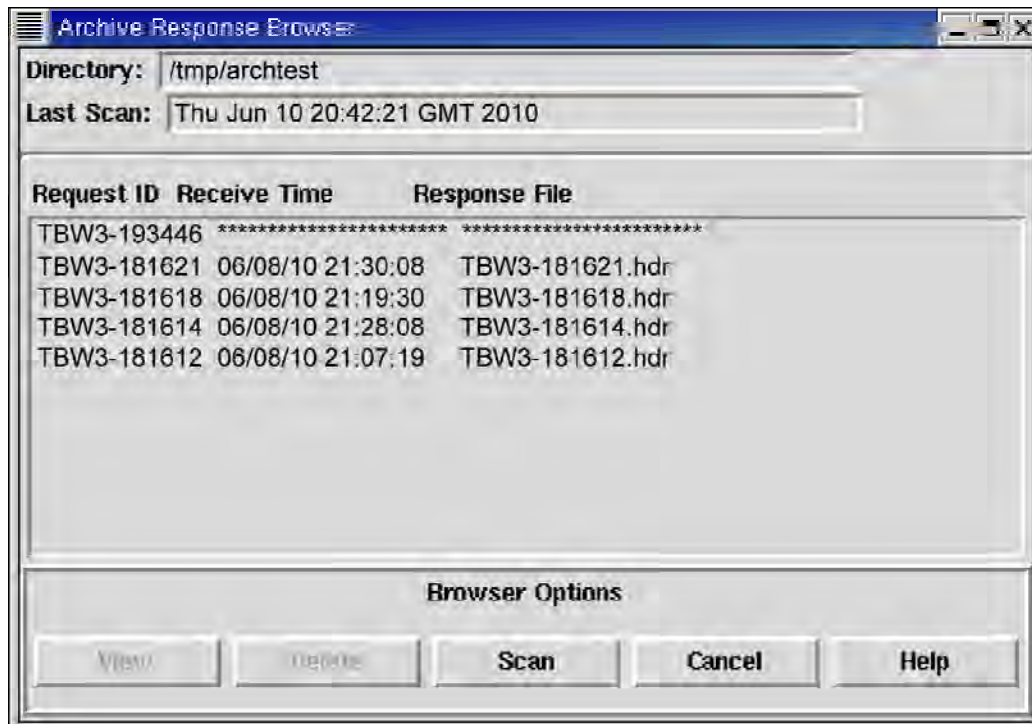 Archive Response Browser
Directory: /tmp/archtest
Last Scan: Thu Jun 10 20:42:21 GMT 2010
Request ID Receive Time Response File
TBW3-193446 *********************** ************************
TBW3-181621 06/08/10 21:30:08 TBW3-181621.hdr
TBW3-181618 06/08/10 21:19:30 TBW3-181618.hdr
TBW3-181614 06/08/10 21:28:08 TBW3-181614.hdr
TBW3-181612 06/08/10 21:07:19 TBW3-181612.hdr
Browser Options
View Delete Scan Cancel Help